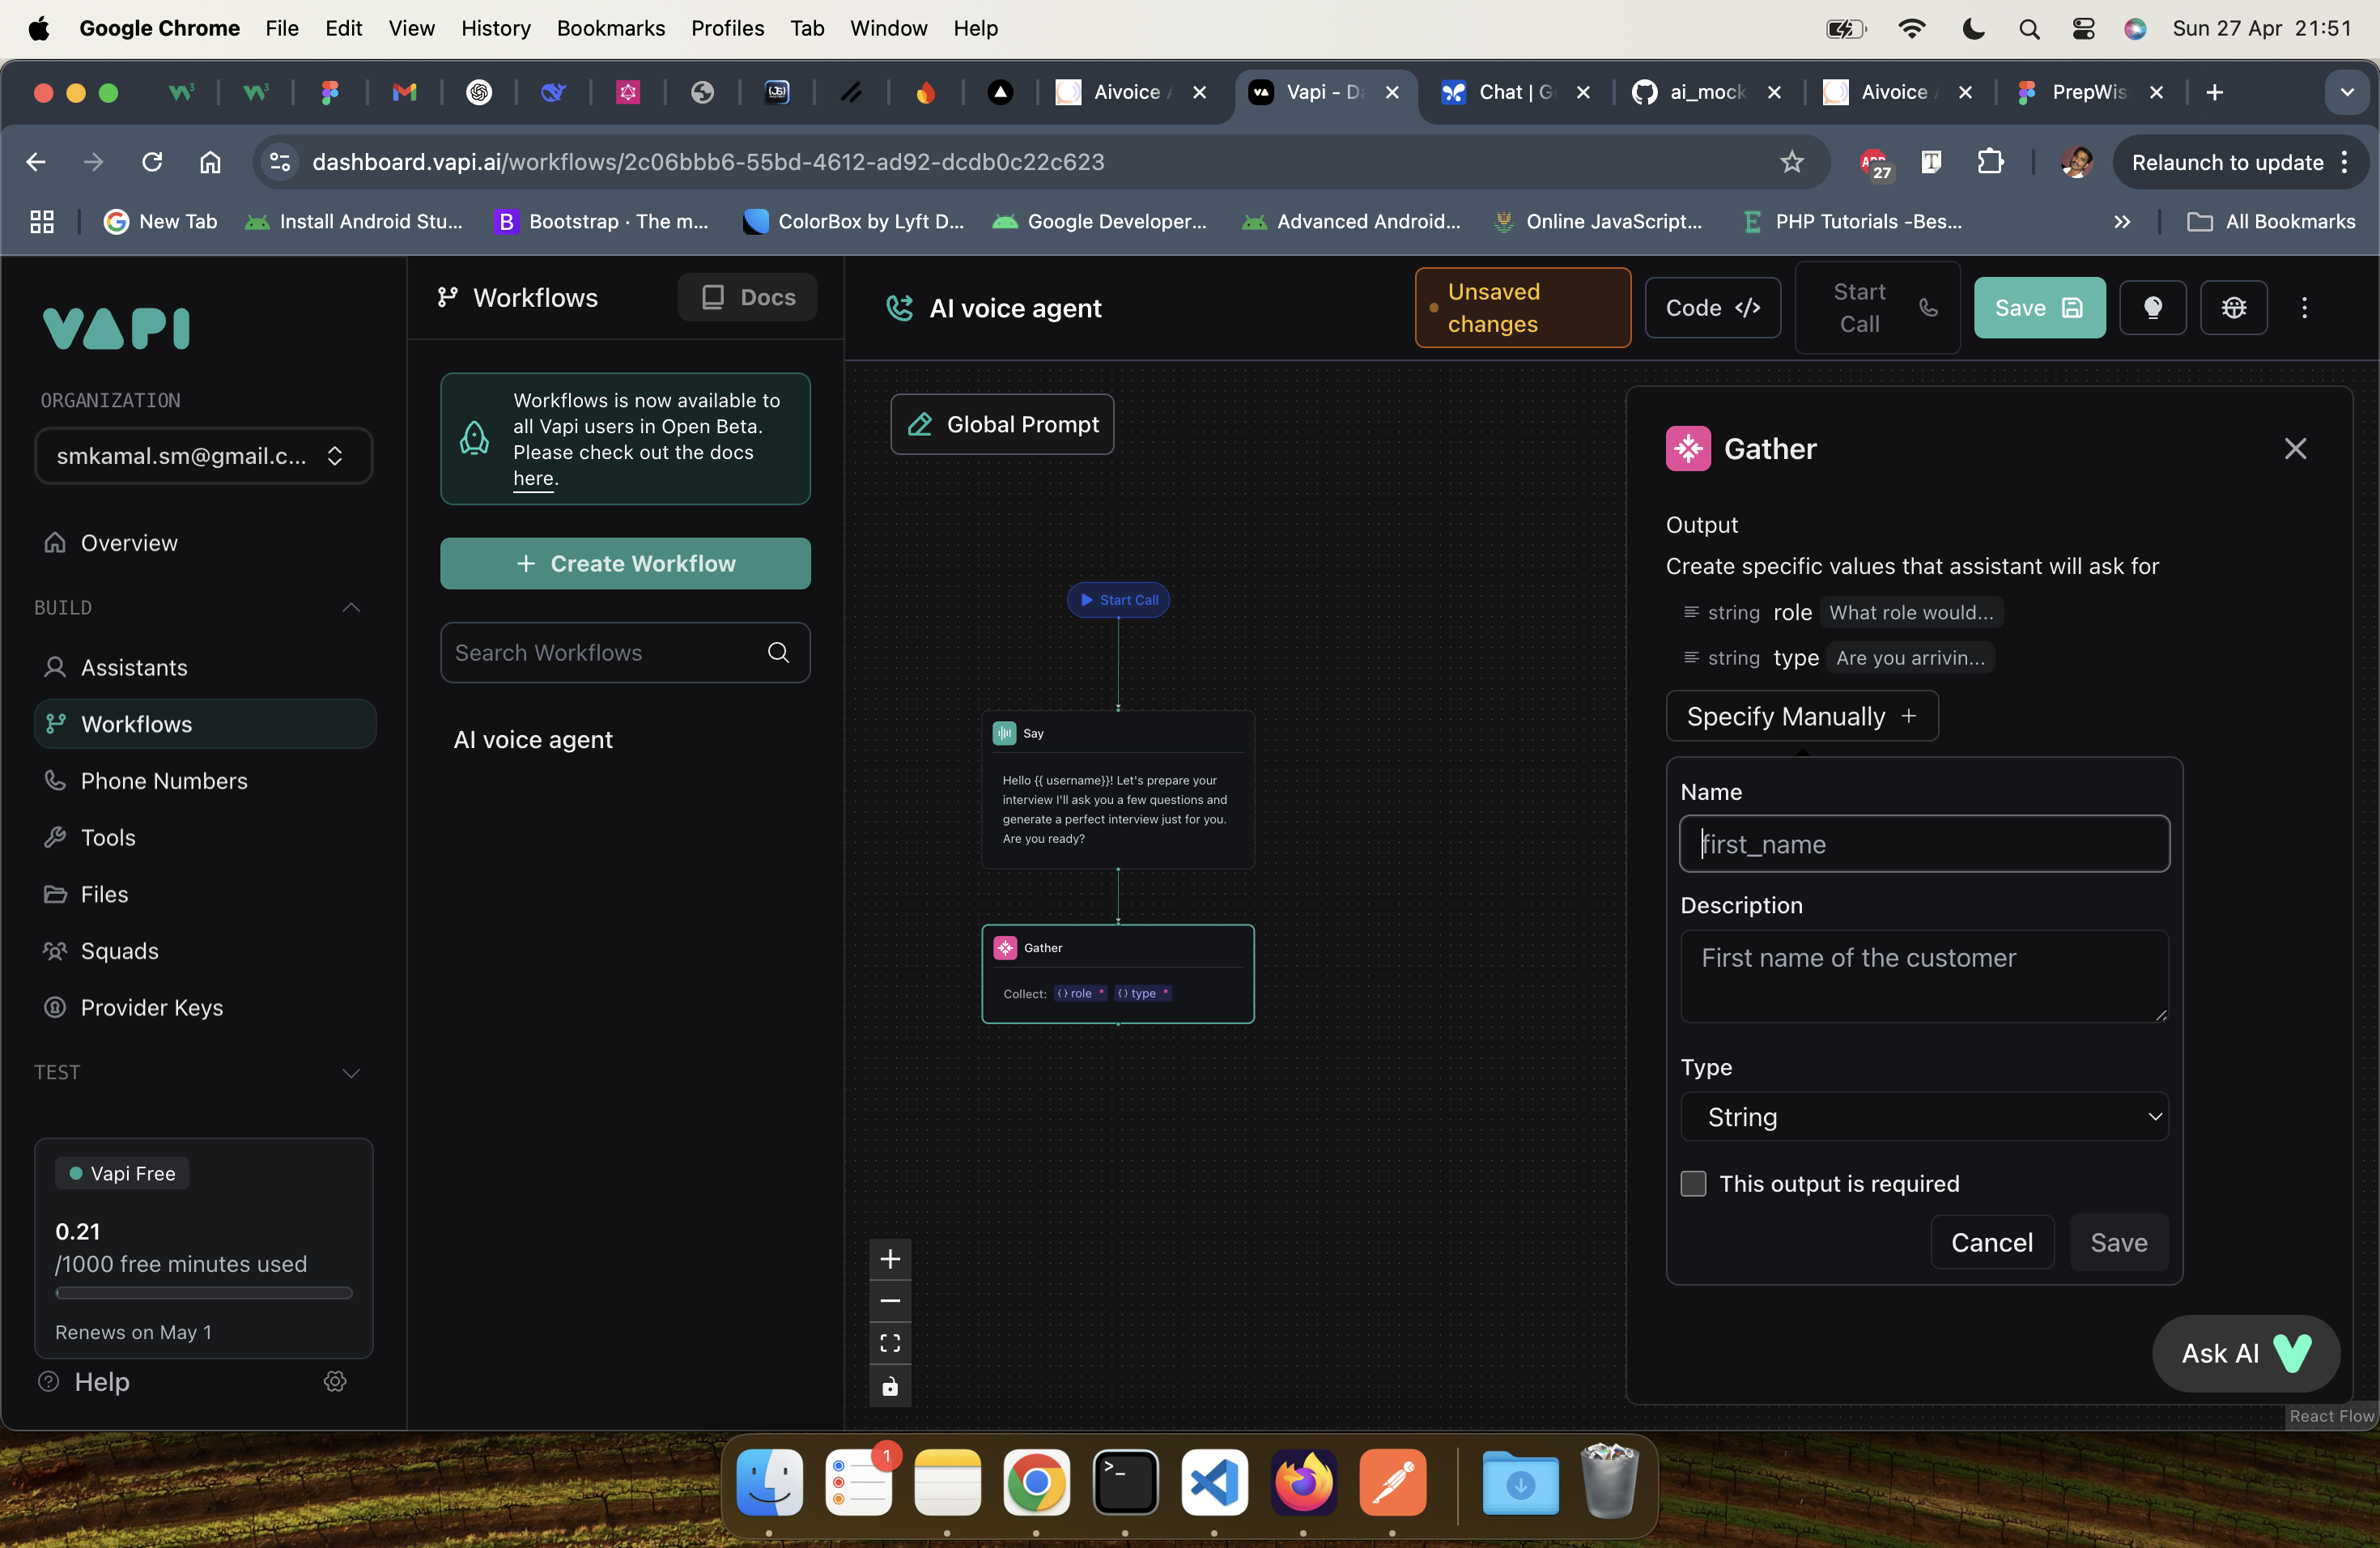 Google Chrome File Edit View History Bookmarks Profiles Tab Window Help Sun 27 Apr 21:51
Aivoice Vapi - Da Chat | G ai_mock Aivoice PrepWis
dashboard.vapi.ai/workflows/2c06bbb6-55bd-4612-ad92-dcdb0c22c623 27 Relaunch to update
New Tab Install Android Stu... Bootstrap · The m... ColorBox by Lyft D... Google Developer... Advanced Android... Online JavaScript... PHP Tutorials -Bes... All Bookmarks
VAPI
ORGANIZATION
smkamal.sm@gmail.c...
Overview
BUILD
Assistants
Workflows
Phone Numbers
Tools
Files
Squads
Provider Keys
TEST
Vapi Free
0.21
/1000 free minutes used
Renews on May 1
Help
Workflows Docs
Workflows is now available to
all Vapi users in Open Beta.
Please check out the docs
here.
+ Create Workflow
Search Workflows
AI voice agent
AI voice agent
Unsaved
changes
Code </>
Start
Call
Save
Global Prompt
Start Call
Say
Hello {{ username}}! Let's prepare your
interview I'll ask you a few questions and
generate a perfect interview just for you.
Are you ready?
Gather
Collect: {} role * {} type *
Gather
Output
Create specific values that assistant will ask for
string role What role would...
string type Are you arrivin...
Specify Manually +
Name
first_name
Description
First name of the customer
Type
String
This output is required
Cancel Save
Ask AI
React Flow
1